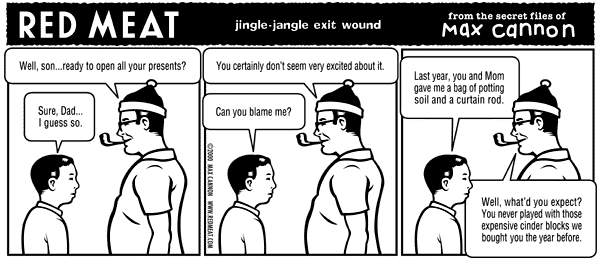 RED MEAT
jingle-jangle exit wound
from the secret files of
Max cannon
Well, son...ready to open all your presents?
Sure, Dad...
I guess so.
You certainly don't seem very excited about it.
Can you blame me?
©2000 MAX CANNON WWW.REDMEAT.COM
Last year, you and Mom
gave me a bag of potting
soil and a curtain rod.
Well, what'd you expect?
You never played with those
expensive cinder blocks we
bought you the year before.